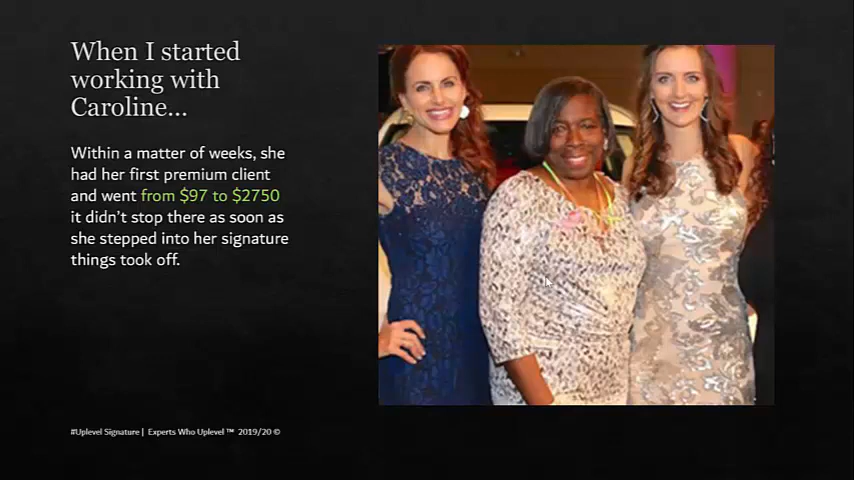 When I started
working with
Caroline...
Within a matter of weeks, she
had her first premium client
and went from $97 to $2750
it didn't stop there as soon as
she stepped into her signature
things took off.
#Uplevel Signature | Experts Who Uplevel ™ 2019/20 ©